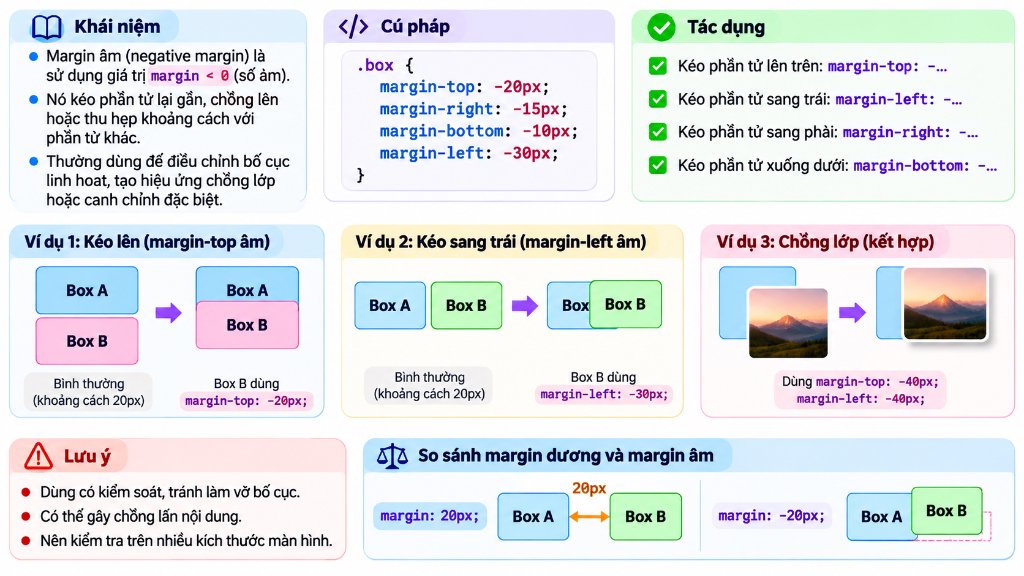 Khái niệm
Margin âm (negative margin) là
sử dụng giá trị margin < 0 (số ảm).
Nó kéo phần tử lại gần, chồng lên
hoặc thu hẹp khoảng cách với
phần tử khác.
Thường dùng để điều chỉnh bố cục
linh hoat, tạo hiệu ứng chồng lớp
hoặc canh chỉnh đặc biệt.
</> Cú pháp
.box {
margin-top: -20px;
margin-right: -15px;
margin-bottom: -10px;
margin-left: -30px;
}
Tác dụng
Kéo phần tử lên trên: margin-top: -...
Kéo phần tử sang trái: margin-left: -...
Kéo phần tử sang phài: margin-right: -...
Kéo phần tử xuống dưới: margin-bottom: -...
Ví dụ 1: Kéo lên (margin-top âm)
Box A
Box B
Box A
Box B
Bình thường
(khoảng cách 20px)
Box B dùng
margin-top: -20px;
Ví dụ 2: Kéo sang trái (margin-left âm)
Box A
Box B
Box
Box B
Bình thường
(khoảng cách 20px)
Box B dùng
margin-left: -30px;
Ví dụ 3: Chồng lớp (kết hợp)
Dùng margin-top: -40px;
margin-left: -40px;
Lưu ý
Dùng có kiểm soát, tránh làm vỡ bố cục.
Có thể gây chồng lấn nội dung.
Nên kiểm tra trên nhiều kích thước màn hình.
So sánh margin dương và margin âm
margin: 20px;
Box A
20px
Box B
margin: -20px;
Box A
Box B